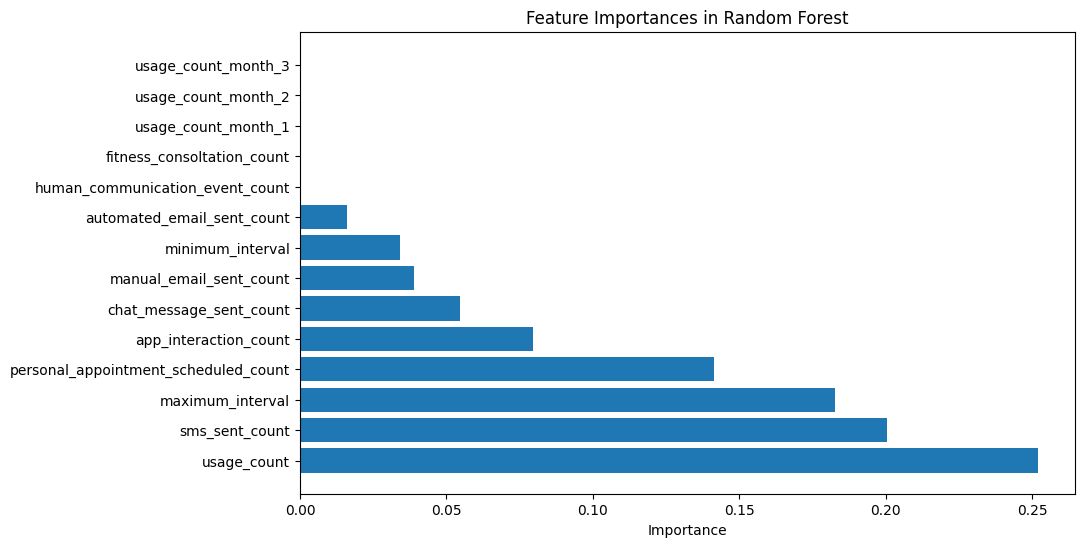 Feature Importances in Random Forest
usage_count_month_3
usage_count_month_2
usage_count_month_1
fitness_consoltation_count
human_communication_event_count
automated_email_sent_count
minimum_interval
manual_email_sent_count
chat_message_sent_count
app_interaction_count
personal_appointment_scheduled_count
maximum_interval
sms_sent_count
usage_count
0.00 0.05 0.10 0.15 0.20 0.25
Importance